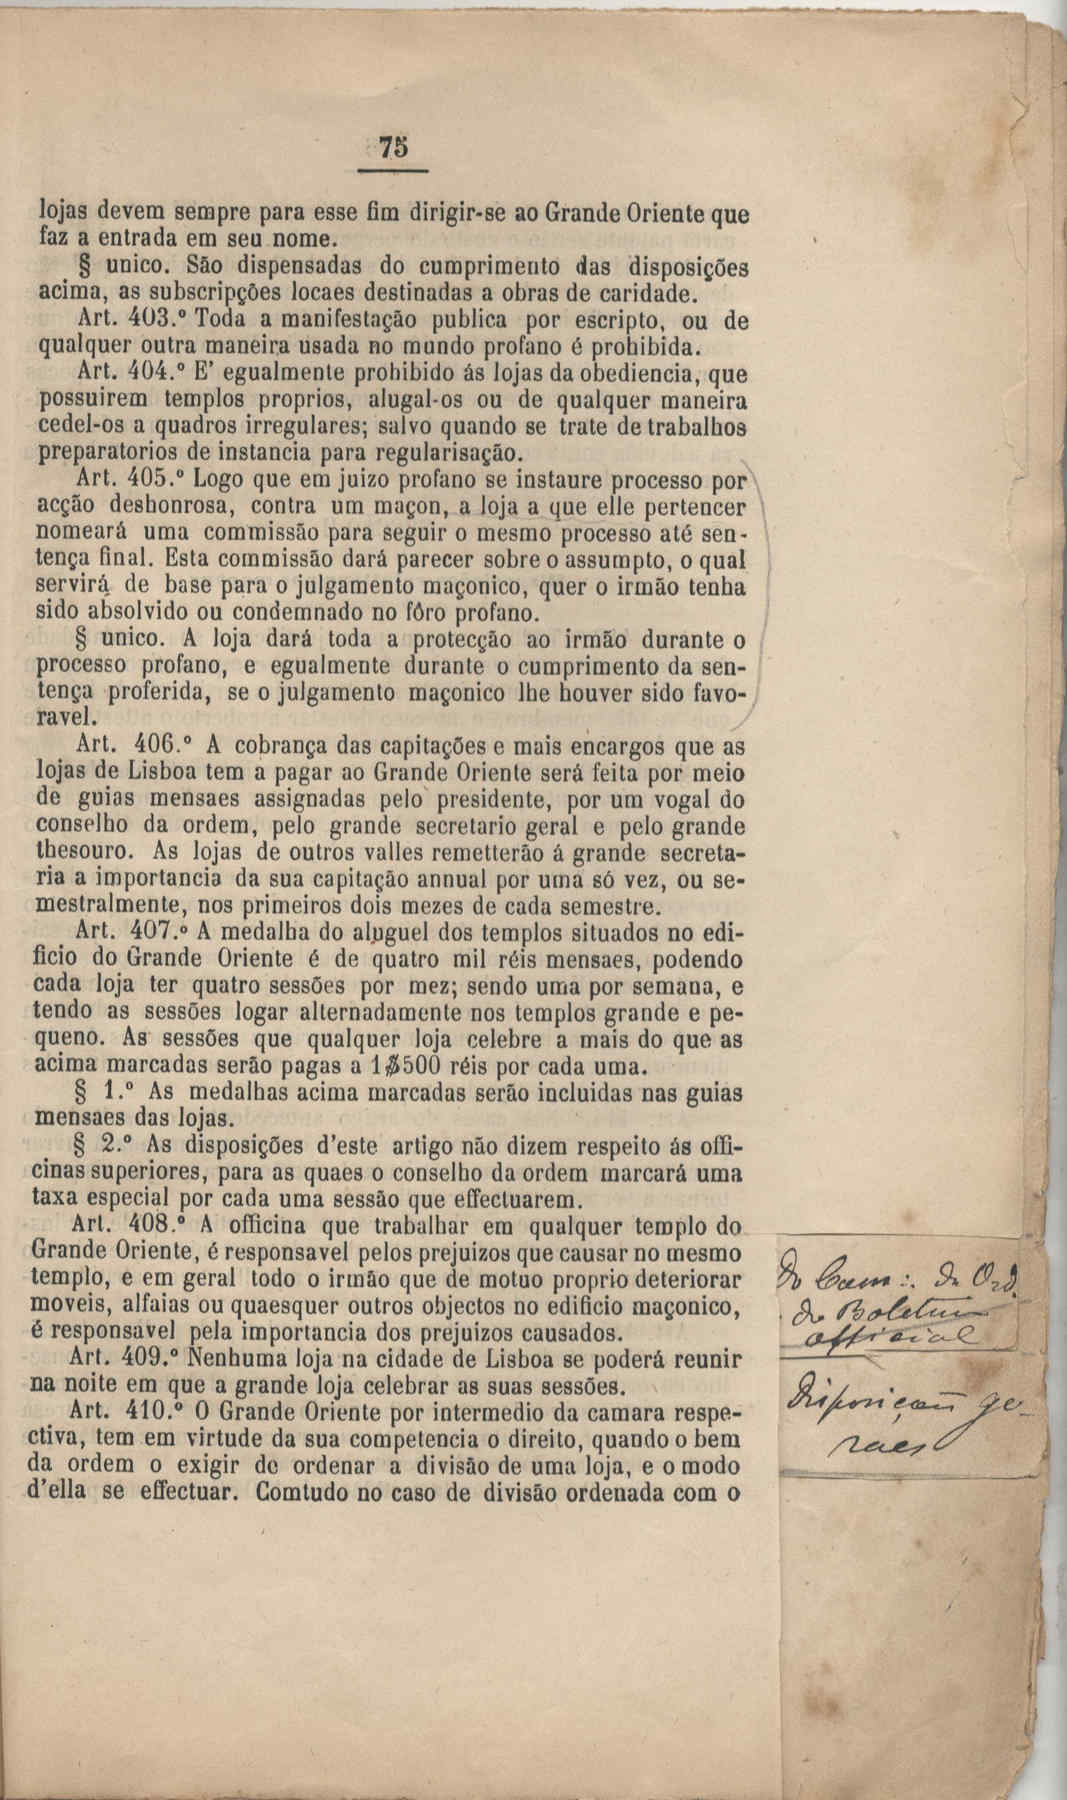 75
lojas devem sempre para esse fim dirigir-se ao Grande Oriente que
faz a entrada em seu nome.
§ unico. São dispensadas do cumprimento das disposições
acima, as subscripções locaes destinadas a obras de caridade.
Art. 403.º Toda a manifestação publica por escripto, ou de
qualquer outra maneira usada no mundo profano é prohibida.
Art. 404.º E' egualmente prohibido ás lojas da obediencia, que
possuirem templos proprios, alugal-os ou de qualquer maneira
cedel-os a quadros irregulares; salvo quando se trate de trabalhos
preparatorios de instancia para regularisação.
Art. 405.º Logo que em juizo profano se instaure processo por
acção deshonrosa, contra um maçon, a loja a que elle pertencer
nomeará uma commissão para seguir o mesmo processo até sen-
tença final. Esta commissão dará parecer sobre o assumpto, o qual
servirá de base para o julgamento maçonico, quer o irmão tenha
sido absolvido ou condemnado no fôro profano.
§ unico. A loja dará toda a protecção ao irmão durante o
processo profano, e egualmente durante o cumprimento da sen-
tença proferida, se o julgamento maçonico lhe houver sido favo-
ravel.
Art. 406.º A cobrança das capitações e mais encargos que as
lojas de Lisboa tem a pagar ao Grande Oriente será feita por meio
de guias mensaes assignadas pelo presidente, por um vogal do
conselho da ordem, pelo grande secretario geral e pelo grande
thesouro. As lojas de outros valles remetterão á grande secreta-
ria a importancia da sua capitação annual por uma só vez, ou se-
mestralmente, nos primeiros dois mezes de cada semestre.
Art. 407.º A medalha do aluguel dos templos situados no edi-
ficio do Grande Oriente é de quatro mil réis mensaes, podendo
cada loja ter quatro sessões por mez; sendo uma por semana, e
tendo as sessões logar alternadamente nos templos grande e pe-
queno. As sessões que qualquer loja celebre a mais do que as
acima marcadas serão pagas a 1$500 réis por cada uma.
§ 1.º As medalhas acima marcadas serão incluidas nas guias
mensaes das lojas.
§ 2.º As disposições d'este artigo não dizem respeito ás offi-
cinas superiores, para as quaes o conselho da ordem marcará uma
taxa especial por cada uma sessão que effectuarem.
Art. 408.º A officina que trabalhar em qualquer templo do
Grande Oriente, é responsavel pelos prejuizos que causar no mesmo
templo, e em geral todo o irmão que de motuo proprio deteriorar
moveis, alfaias ou quaesquer outros objectos no edificio maçonico,
é responsavel pela importancia dos prejuizos causados.
Art. 409.º Nenhuma loja na cidade de Lisboa se poderá reunir
na noite em que a grande loja celebrar as suas sessões.
Art. 410.º O Grande Oriente por intermedio da camara respe-
ctiva, tem em virtude da sua competencia o direito, quando o bem
da ordem o exigir de ordenar a divisão de uma loja, e o modo
d'ella se effectuar. Comtudo no caso de divisão ordenada com o
Do Cam∴ da Ord.
do Boletim
official
Disposiçoẽs ge-
raes